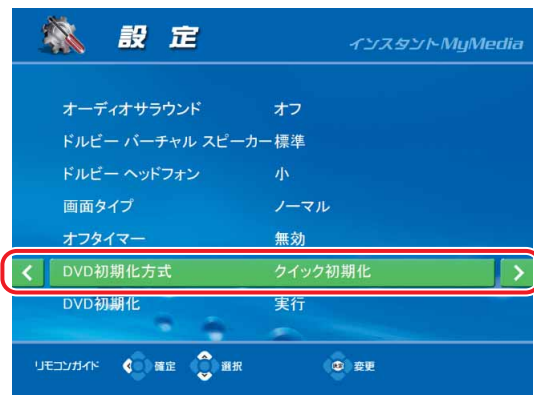 設 定
インスタントMyMedia
オーディオサラウンド オフ
ドルビー バーチャル スピーカー 標準
ドルビー ヘッドフォン 小
画面タイプ ノーマル
オフタイマー 無効
DVD初期化方式 クイック初期化
DVD初期化 実行
リモコンガイド 確定 選択 変更